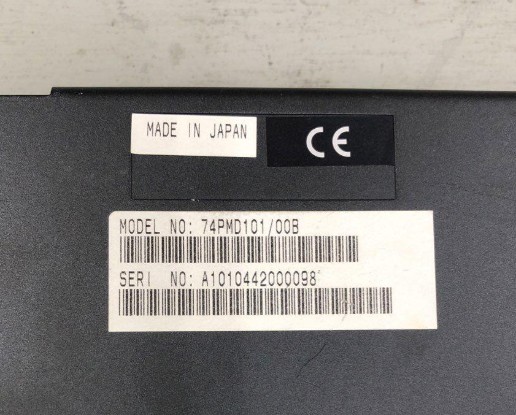 MADE IN JAPAN
CE
MODEL NO: 74PMD101/00B
SERI NO: A1010442000098